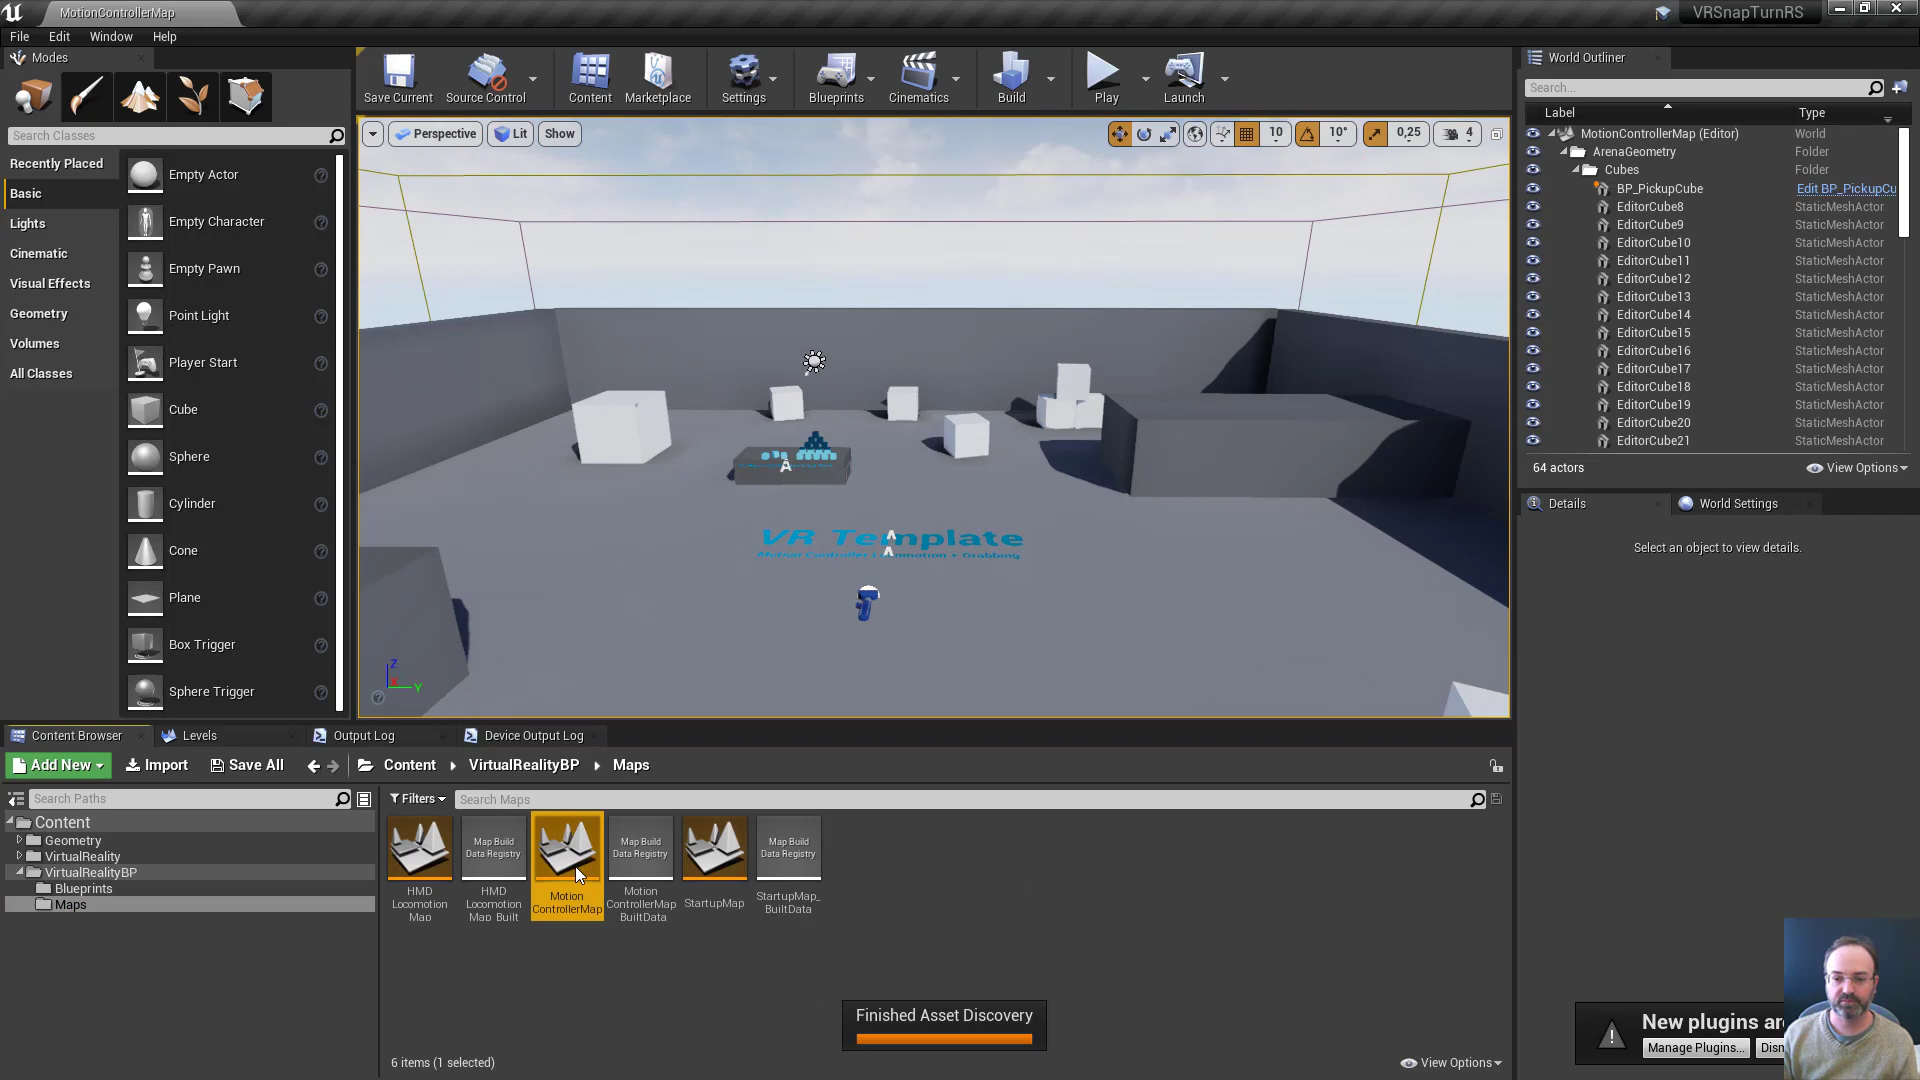 MotionControllerMap
VRSnapTurnRS
File Edit Window Help
Modes
Search Classes
Recently Placed
Basic
Lights
Cinematic
Visual Effects
Geometry
Volumes
All Classes
Empty Actor
Empty Character
Empty Pawn
Point Light
Player Start
Cube
Sphere
Cylinder
Cone
Plane
Box Trigger
Sphere Trigger
Save Current
Source Control
Content
Marketplace
Settings
Blueprints
Cinematics
Build
Play
Launch
Perspective
Lit
Show
10
10°
0,25
4
VR Template
Motion Controller Locomotion + Grabbing
Z
X
Y
World Outliner
Search...
Label Type
MotionControllerMap (Editor) World
ArenaGeometry Folder
Cubes Folder
BP_PickupCube Edit BP_PickupCu
EditorCube8 StaticMeshActor
EditorCube9 StaticMeshActor
EditorCube10 StaticMeshActor
EditorCube11 StaticMeshActor
EditorCube12 StaticMeshActor
EditorCube13 StaticMeshActor
EditorCube14 StaticMeshActor
EditorCube15 StaticMeshActor
EditorCube16 StaticMeshActor
EditorCube17 StaticMeshActor
EditorCube18 StaticMeshActor
EditorCube19 StaticMeshActor
EditorCube20 StaticMeshActor
EditorCube21 StaticMeshActor
64 actors
View Options
Details
World Settings
Select an object to view details.
Content Browser
Levels
Output Log
Device Output Log
Add New
Import
Save All
Content
VirtualRealityBP
Maps
Search Paths
Content
Geometry
VirtualReality
VirtualRealityBP
Blueprints
Maps
Filters
Search Maps
HMD
Locomotion
Map
Map Build
Data Registry
HMD
Locomotion
Map_Built
Motion
ControllerMap
Map Build
Data Registry
Motion
ControllerMap_
BuiltData
StartupMap
Map Build
Data Registry
StartupMap_
BuiltData
Finished Asset Discovery
6 items (1 selected)
View Options
New plugins ar
Manage Plugins...
Disn